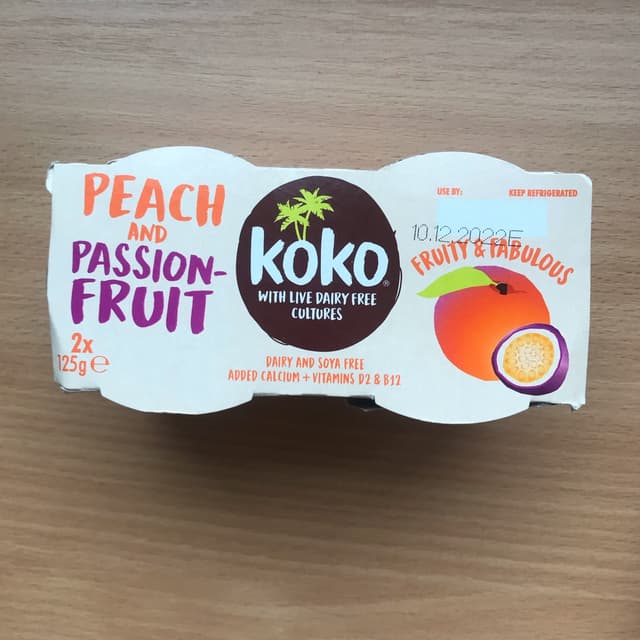 PEACH
AND
PASSION-
FRUIT
2x
125g ℮
koko®
WITH LIVE DAIRY FREE
CULTURES
DAIRY AND SOYA FREE
ADDED CALCIUM + VITAMINS D2 & B12
USE BY: KEEP REFRIGERATED
10.12.2022E
FRUITY & FABULOUS